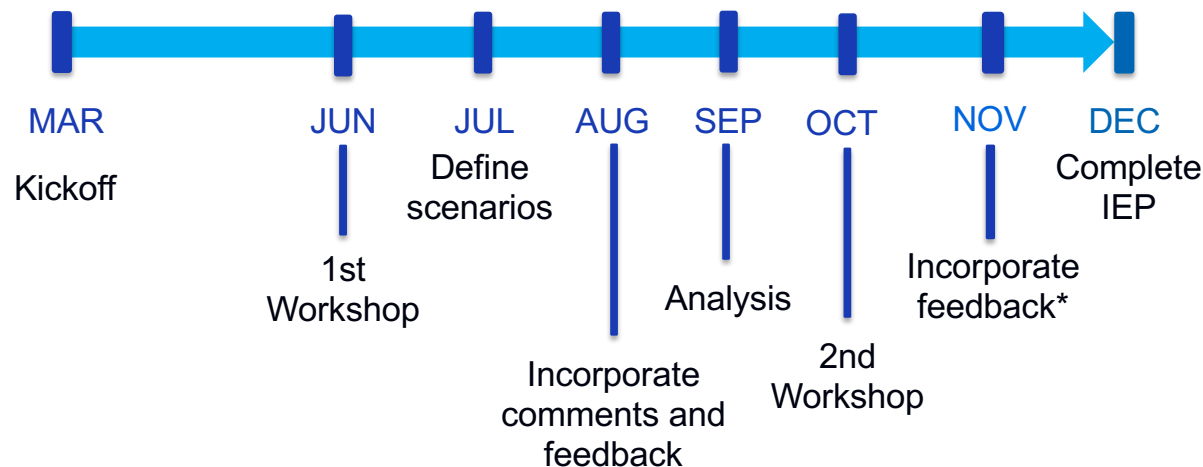 MAR
JUN
JUL
AUG
SEP
OCT
NOV
DEC
Kickoff
1st
Workshop
Define
scenarios
Incorporate
comments and
feedback
Analysis
2nd
Workshop
Incorporate
feedback*
Complete
IEP